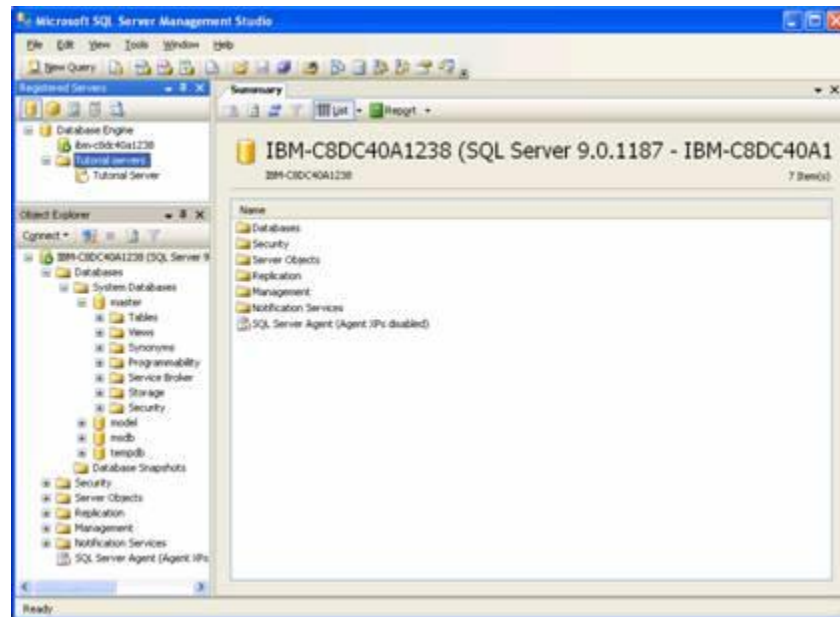 Microsoft SQL Server Management Studio
File Edit View Tools Window Help
New Query
Registered Servers
Database Engine
ibm-c8dc40a1238
Tutorial servers
Tutorial Server
Object Explorer
Connect
IBM-C8DC40A1238 (SQL Server 9
Databases
System Databases
master
Tables
Views
Synonyms
Programmability
Service Broker
Storage
Security
model
msdb
tempdb
Database Snapshots
Security
Server Objects
Replication
Management
Notification Services
SQL Server Agent (Agent XPs
Summary
List Report
IBM-C8DC40A1238 (SQL Server 9.0.1187 - IBM-C8DC40A1
IBM-C8DC40A1238
7 Item(s)
Name
Databases
Security
Server Objects
Replication
Management
Notification Services
SQL Server Agent (Agent XPs disabled)
Ready